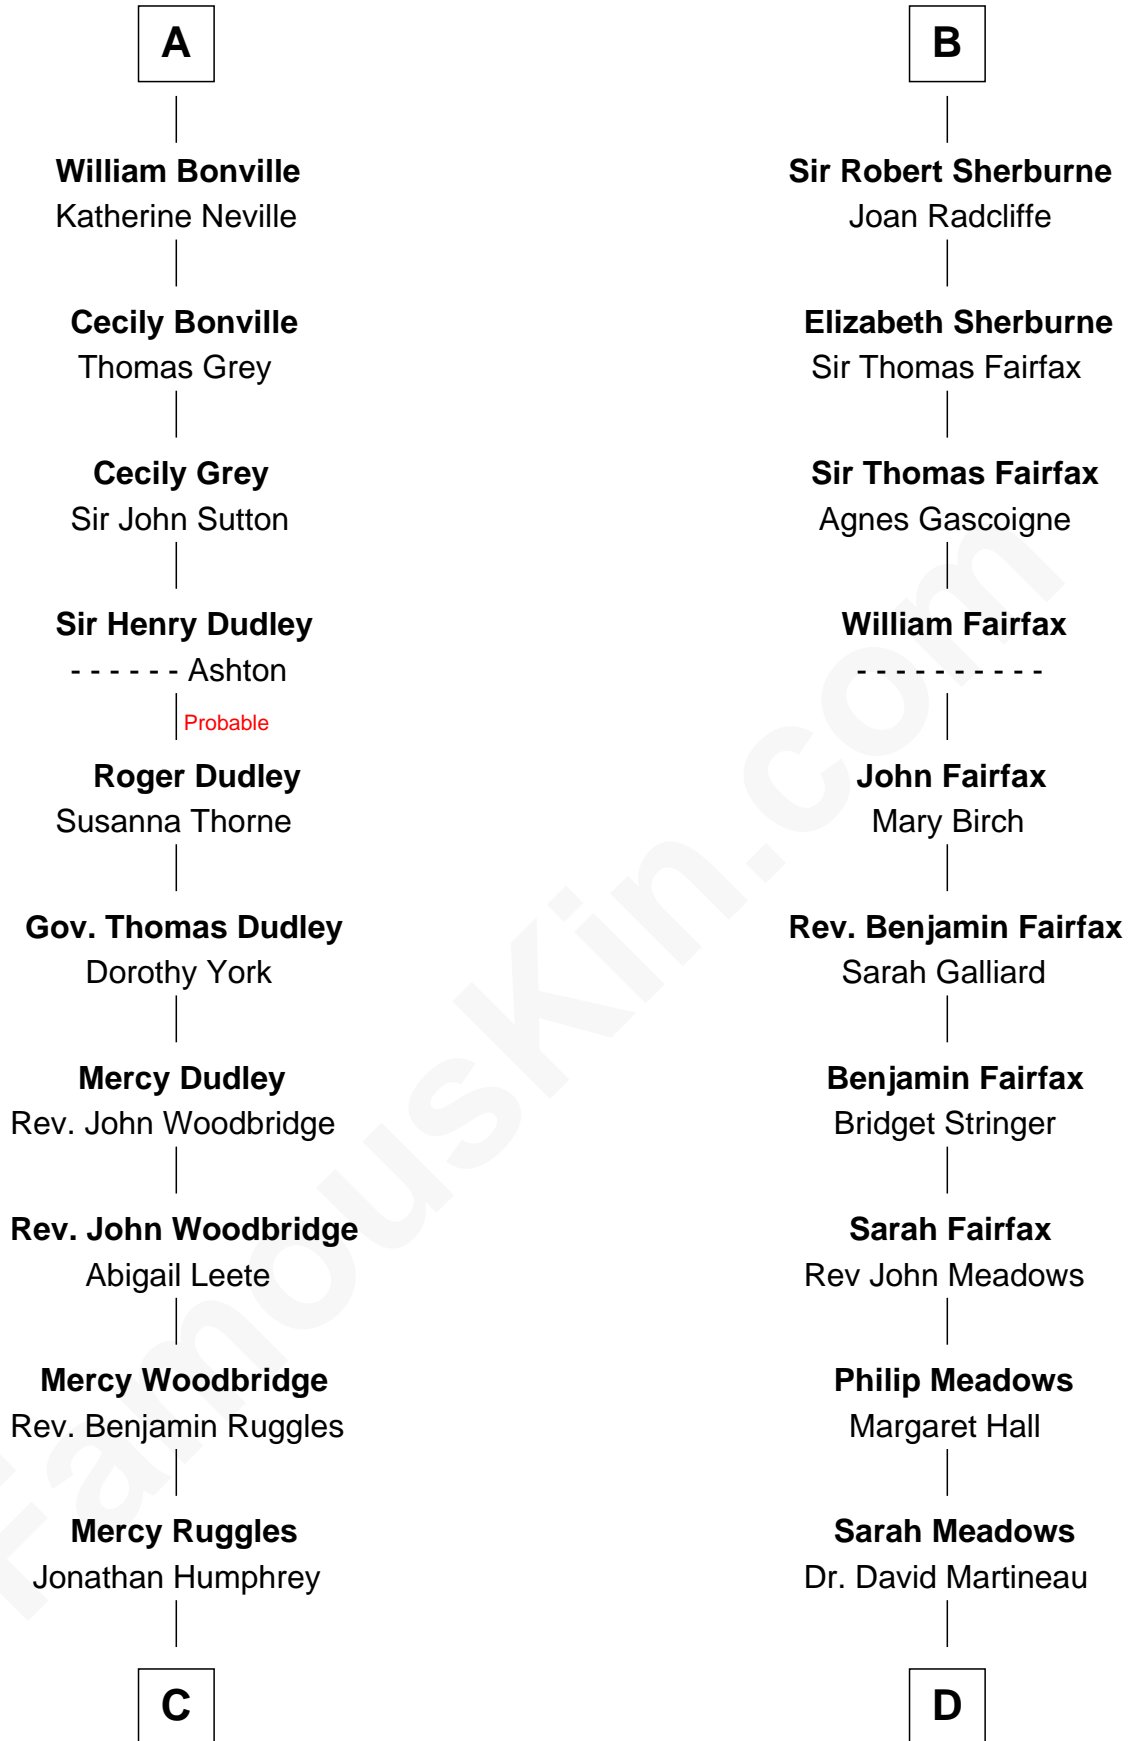 A
William Bonville
Katherine Neville
Cecily Bonville
Thomas Grey
Cecily Grey
Sir John Sutton
Sir Henry Dudley
- - - - - - Ashton
Probable
Roger Dudley
Susanna Thorne
Gov. Thomas Dudley
Dorothy York
Mercy Dudley
Rev. John Woodbridge
Rev. John Woodbridge
Abigail Leete
Mercy Woodbridge
Rev. Benjamin Ruggles
Mercy Ruggles
Jonathan Humphrey
C
B
Sir Robert Sherburne
Joan Radcliffe
Elizabeth Sherburne
Sir Thomas Fairfax
Sir Thomas Fairfax
Agnes Gascoigne
William Fairfax
- - - - - - - - - -
John Fairfax
Mary Birch
Rev. Benjamin Fairfax
Sarah Galliard
Benjamin Fairfax
Bridget Stringer
Sarah Fairfax
Rev John Meadows
Philip Meadows
Margaret Hall
Sarah Meadows
Dr. David Martineau
D
FamousKin.com